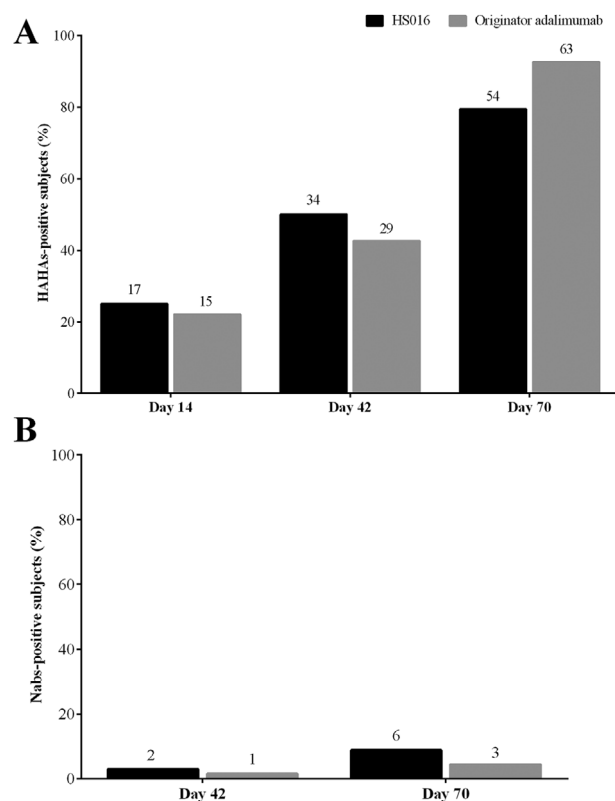 A
HS016 Originator adalimumab
HAHAs-positive subjects (%)
100
80
60
40
20
0
17 15
34 29
54 63
Day 14 Day 42 Day 70
B
Nabs-positive subjects (%)
100
80
60
40
20
0
2 1
6 3
Day 42 Day 70